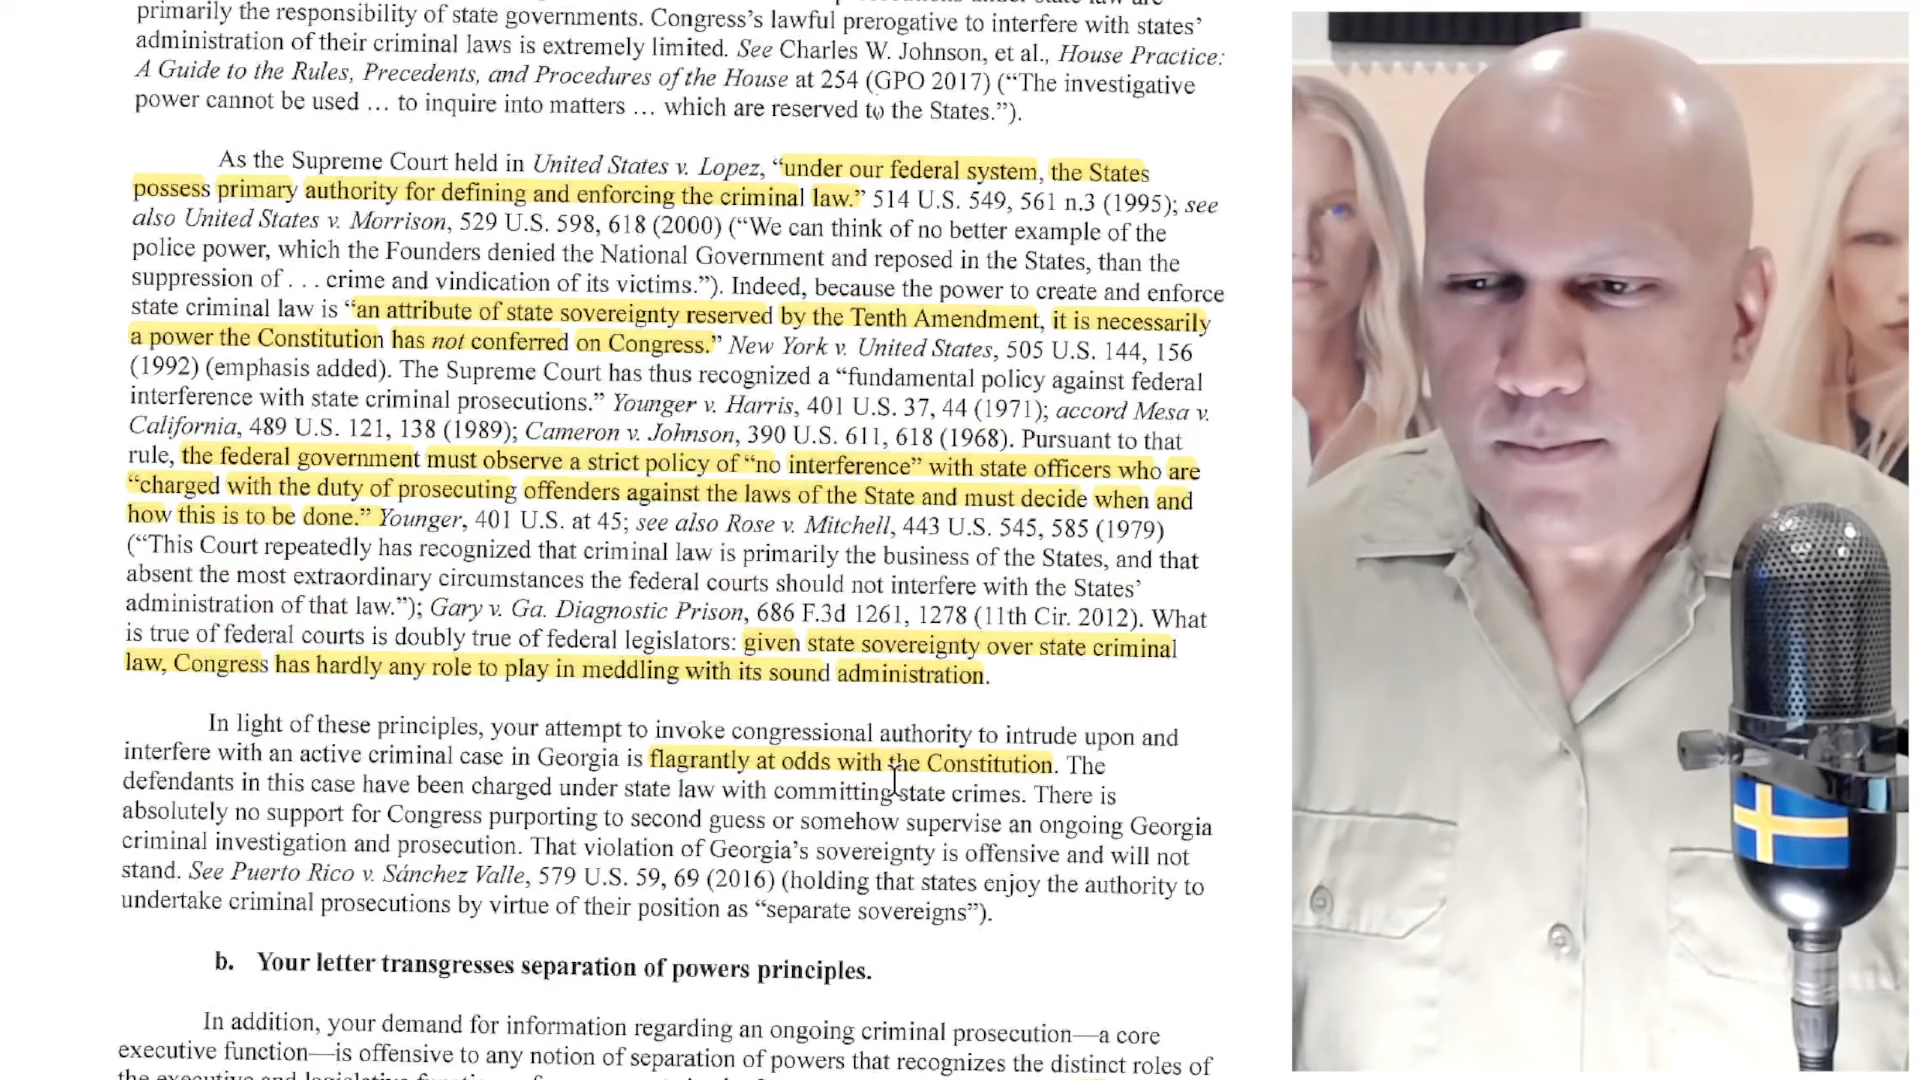 primarily the responsibility of state governments. Congress’s lawful prerogative to interfere with states’
administration of their criminal laws is extremely limited. See Charles W. Johnson, et al., House Practice:
A Guide to the Rules, Precedents, and Procedures of the House at 254 (GPO 2017) (“The investigative
power cannot be used … to inquire into matters … which are reserved to the States.”).
As the Supreme Court held in United States v. Lopez, “under our federal system, the States
possess primary authority for defining and enforcing the criminal law.” 514 U.S. 549, 561 n.3 (1995); see
also United States v. Morrison, 529 U.S. 598, 618 (2000) (“We can think of no better example of the
police power, which the Founders denied the National Government and reposed in the States, than the
suppression of . . . crime and vindication of its victims.”). Indeed, because the power to create and enforce
state criminal law is “an attribute of state sovereignty reserved by the Tenth Amendment, it is necessarily
a power the Constitution has not conferred on Congress.” New York v. United States, 505 U.S. 144, 156
(1992) (emphasis added). The Supreme Court has thus recognized a “fundamental policy against federal
interference with state criminal prosecutions.” Younger v. Harris, 401 U.S. 37, 44 (1971); accord Mesa v.
California, 489 U.S. 121, 138 (1989); Cameron v. Johnson, 390 U.S. 611, 618 (1968). Pursuant to that
rule, the federal government must observe a strict policy of “no interference” with state officers who are
“charged with the duty of prosecuting offenders against the laws of the State and must decide when and
how this is to be done.” Younger, 401 U.S. at 45; see also Rose v. Mitchell, 443 U.S. 545, 585 (1979)
(“This Court repeatedly has recognized that criminal law is primarily the business of the States, and that
absent the most extraordinary circumstances the federal courts should not interfere with the States’
administration of that law.”); Gary v. Ga. Diagnostic Prison, 686 F.3d 1261, 1278 (11th Cir. 2012). What
is true of federal courts is doubly true of federal legislators: given state sovereignty over state criminal
law, Congress has hardly any role to play in meddling with its sound administration.
In light of these principles, your attempt to invoke congressional authority to intrude upon and
interfere with an active criminal case in Georgia is flagrantly at odds with the Constitution. The
defendants in this case have been charged under state law with committing state crimes. There is
absolutely no support for Congress purporting to second guess or somehow supervise an ongoing Georgia
criminal investigation and prosecution. That violation of Georgia’s sovereignty is offensive and will not
stand. See Puerto Rico v. Sánchez Valle, 579 U.S. 59, 69 (2016) (holding that states enjoy the authority to
undertake criminal prosecutions by virtue of their position as “separate sovereigns”).
b. Your letter transgresses separation of powers principles.
In addition, your demand for information regarding an ongoing criminal prosecution—a core
executive function—is offensive to any notion of separation of powers that recognizes the distinct roles of